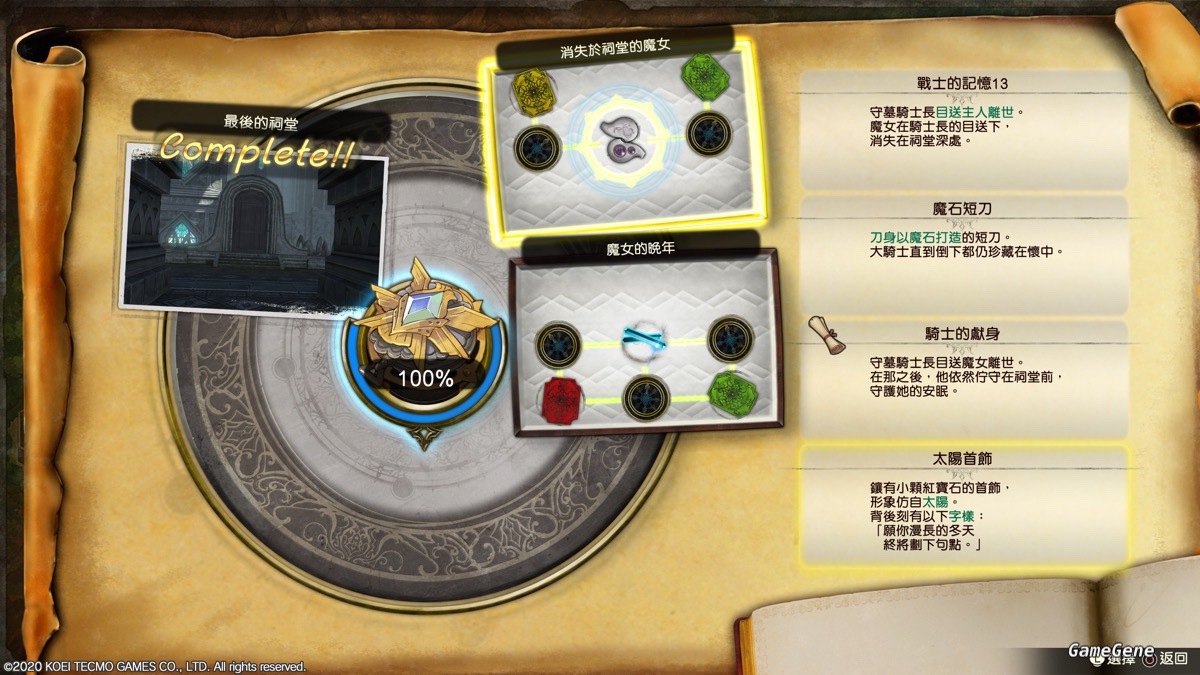 最後的祠堂
Complete!!
100%
消失於祠堂的魔女
魔女的晚年
戰士的記憶13
守墓騎士長目送主人離世。
魔女在騎士長的目送下，
消失在祠堂深處。
魔石短刀
刀身以魔石打造的短刀。
大騎士直到倒下都仍珍藏在懷中。
騎士的獻身
守墓騎士長目送魔女離世。
在那之後，他依然佇守在祠堂前，
守護她的安眠。
太陽首飾
鑲有小顆紅寶石的首飾，
形象仿自太陽。
背後刻有以下字樣：
「願你漫長的冬天
終將劃下句點。」
©2020 KOEI TECMO GAMES CO., LTD. All rights reserved.
GameGene
L選擇 返回